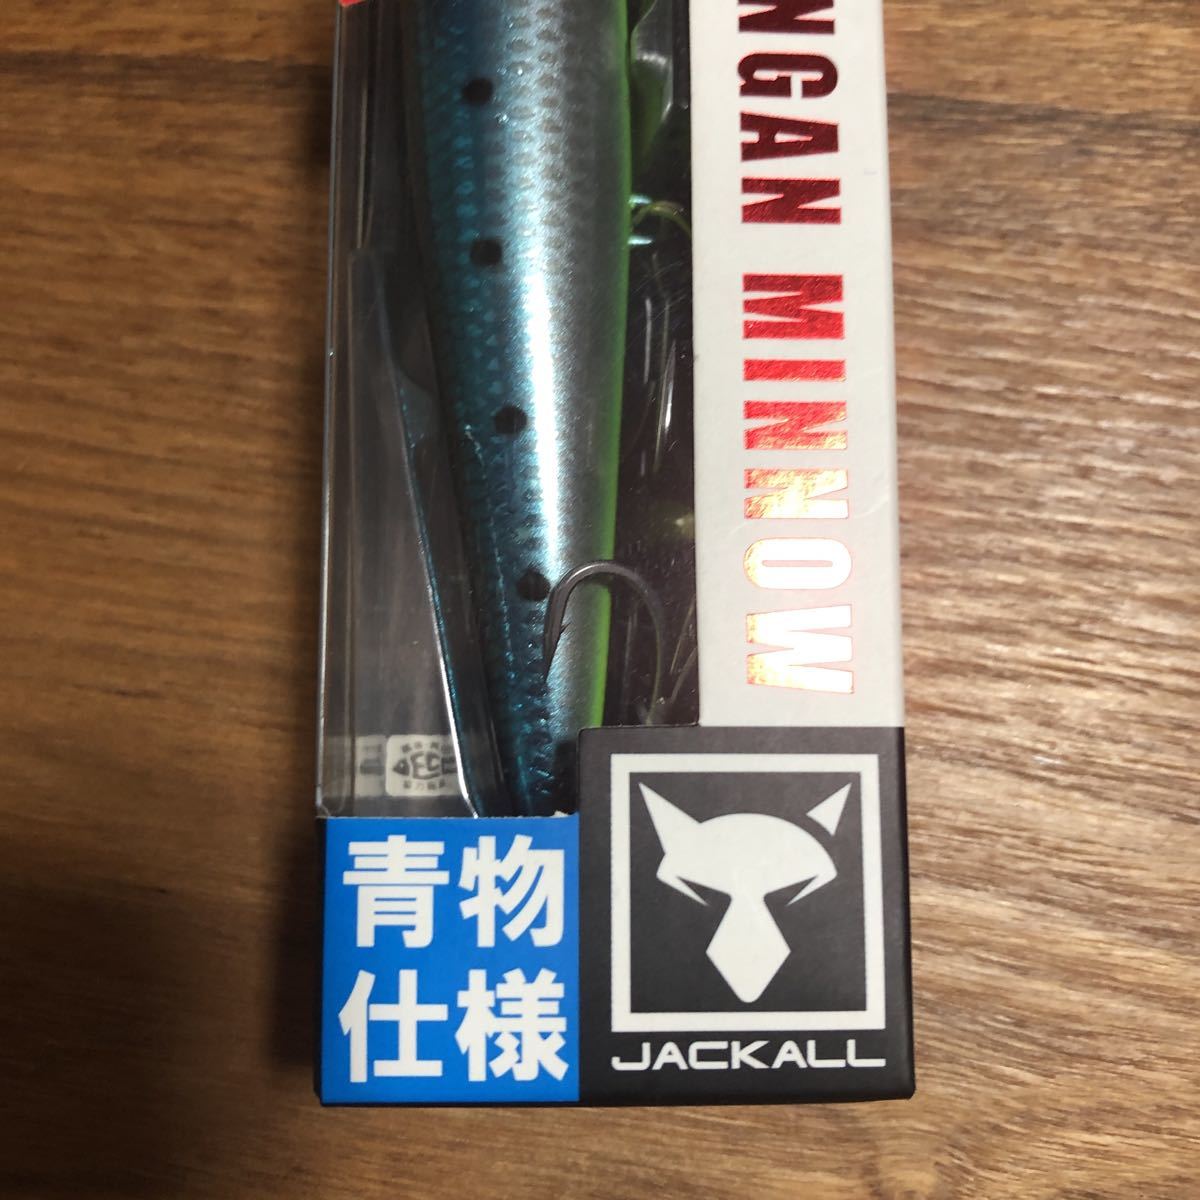 NGAN MINNOW
青物
仕様
JACKALL